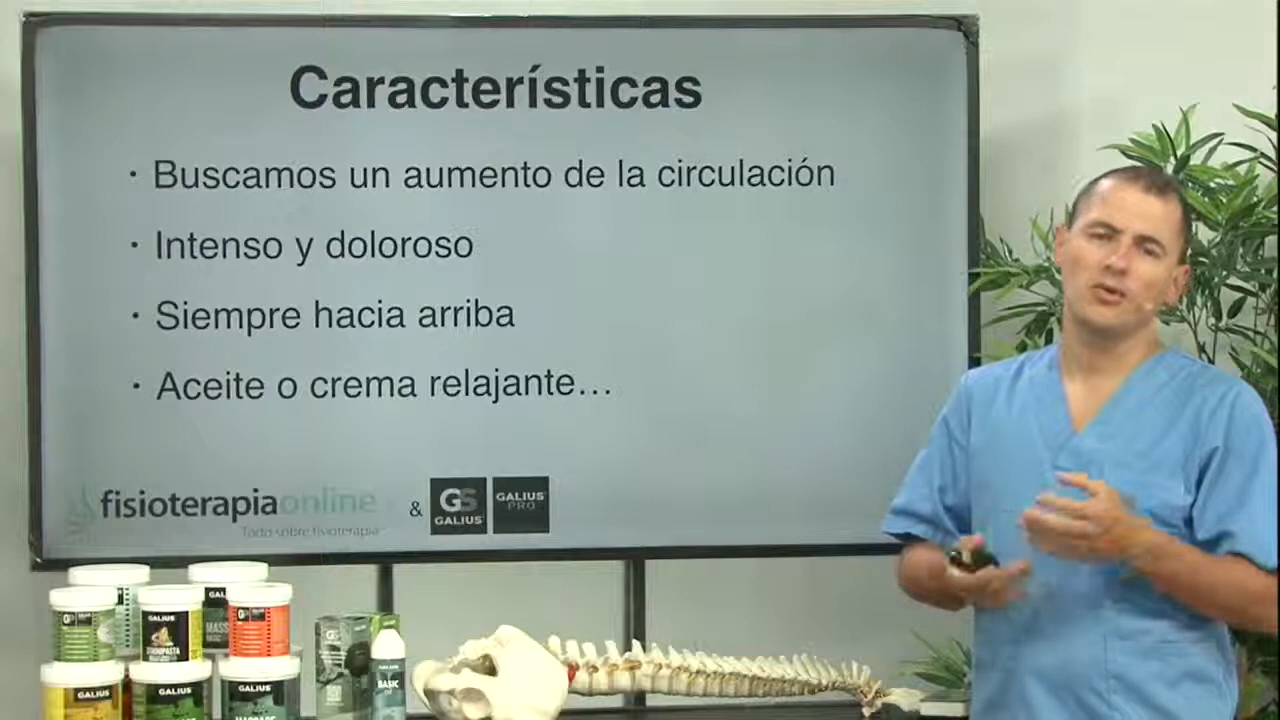 Características
· Buscamos un aumento de la circulación
· Intenso y doloroso
· Siempre hacia arriba
· Aceite o crema relajante…
fisioterapiaonline & GS GALIUS GALIUS PRO
Todo sobre fisioterapia
GALIUS
GALIUS GALIUS GALIUS
BASIC